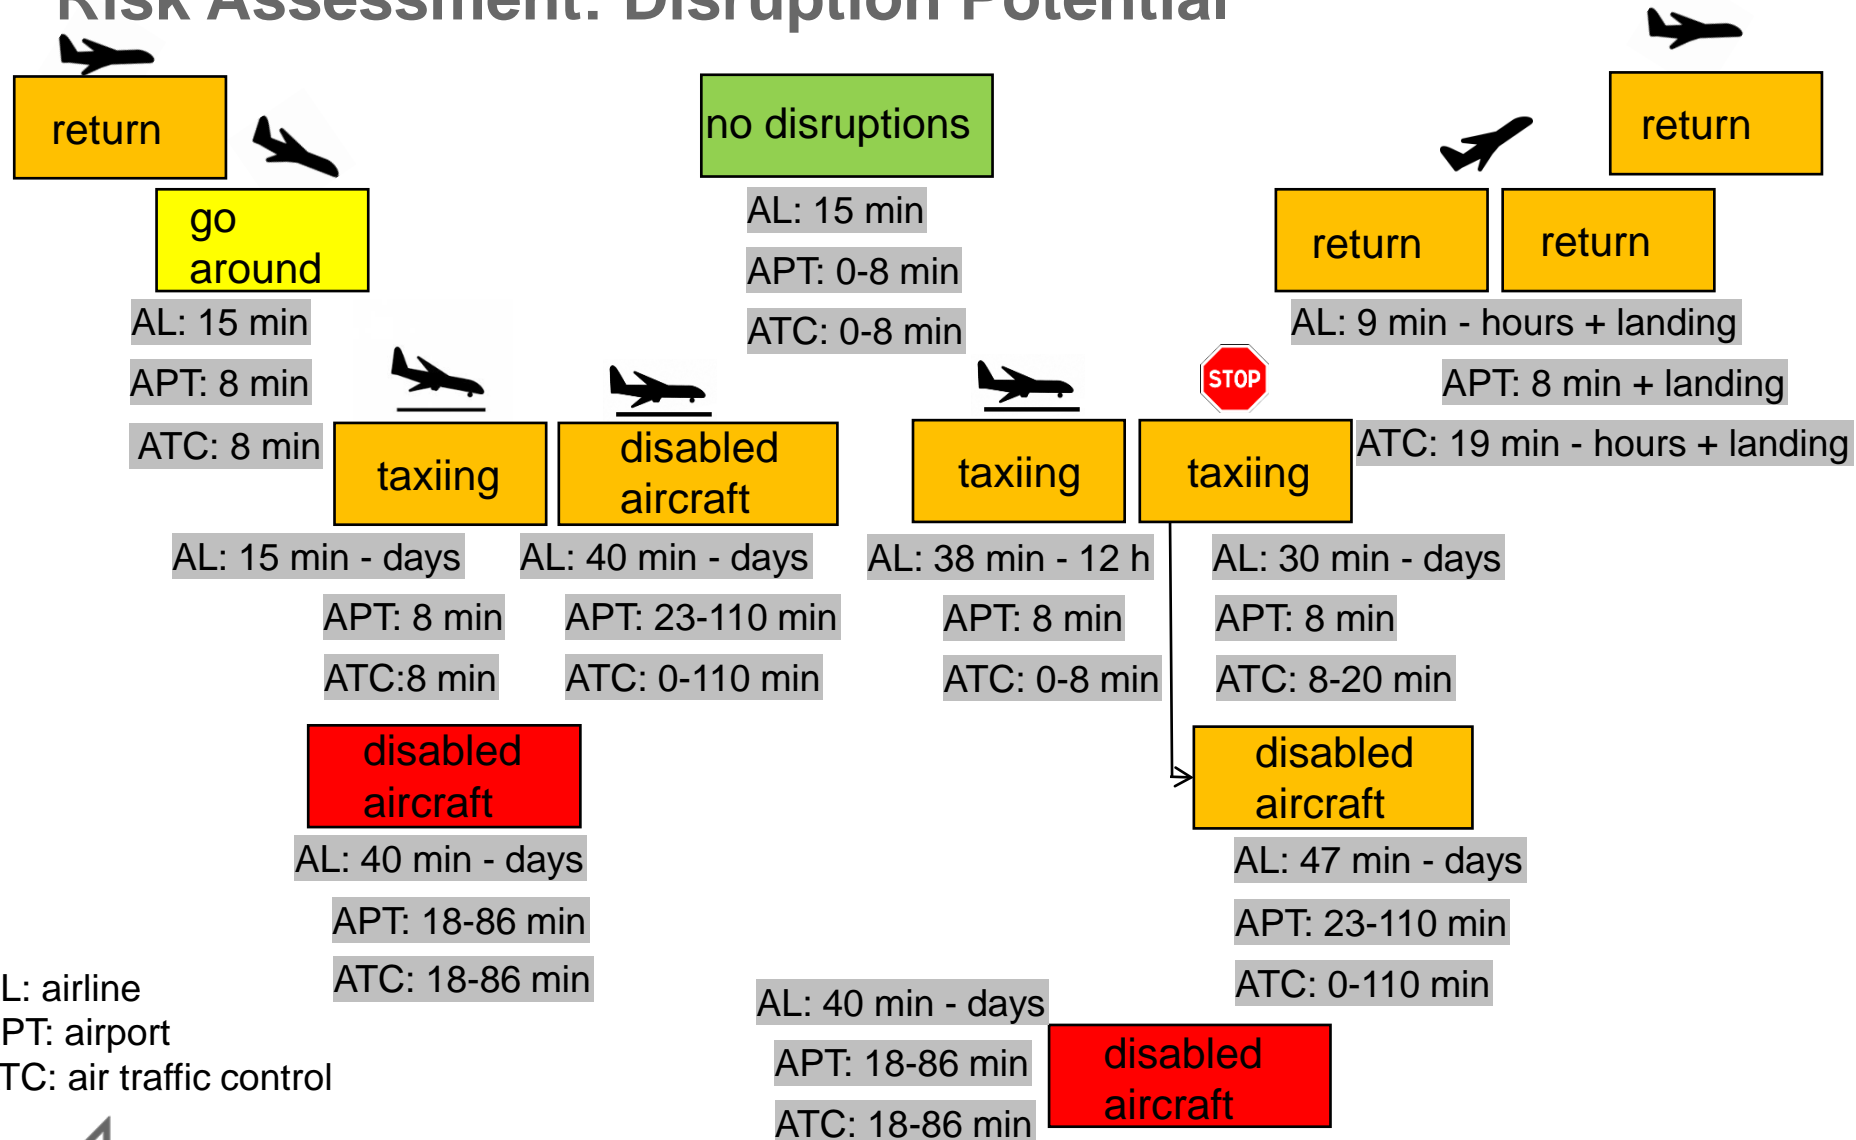 Risk Assessment: Disruption Potential
return
go
around
AL: 15 min
APT: 8 min
ATC: 8 min
no disruptions
AL: 15 min
APT: 0-8 min
ATC: 0-8 min
return
return
return
AL: 9 min - hours + landing
APT: 8 min + landing
ATC: 19 min - hours + landing
taxiing
AL: 15 min - days
APT: 8 min
ATC:8 min
disabled
aircraft
AL: 40 min - days
APT: 23-110 min
ATC: 0-110 min
taxiing
AL: 38 min - 12 h
APT: 8 min
ATC: 0-8 min
STOP
taxiing
AL: 30 min - days
APT: 8 min
ATC: 8-20 min
disabled
aircraft
AL: 40 min - days
APT: 18-86 min
ATC: 18-86 min
disabled
aircraft
AL: 47 min - days
APT: 23-110 min
ATC: 0-110 min
AL: 40 min - days
APT: 18-86 min
ATC: 18-86 min
disabled
aircraft
L: airline
PT: airport
TC: air traffic control